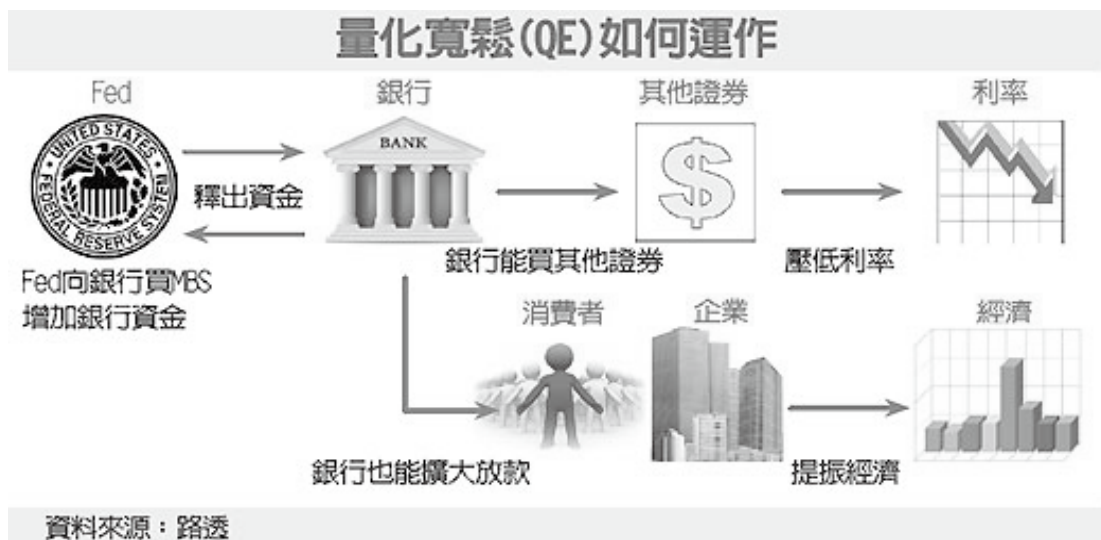 量化寬鬆(QE)如何運作
Fed
銀行
其他證券
利率
UNITED STATES
FEDERAL RESERVE SYSTEM
BANK
$
釋出資金
銀行能買其他證券
壓低利率
Fed向銀行買MBS
增加銀行資金
消費者
企業
經濟
銀行也能擴大放款
提振經濟
資料來源：路透